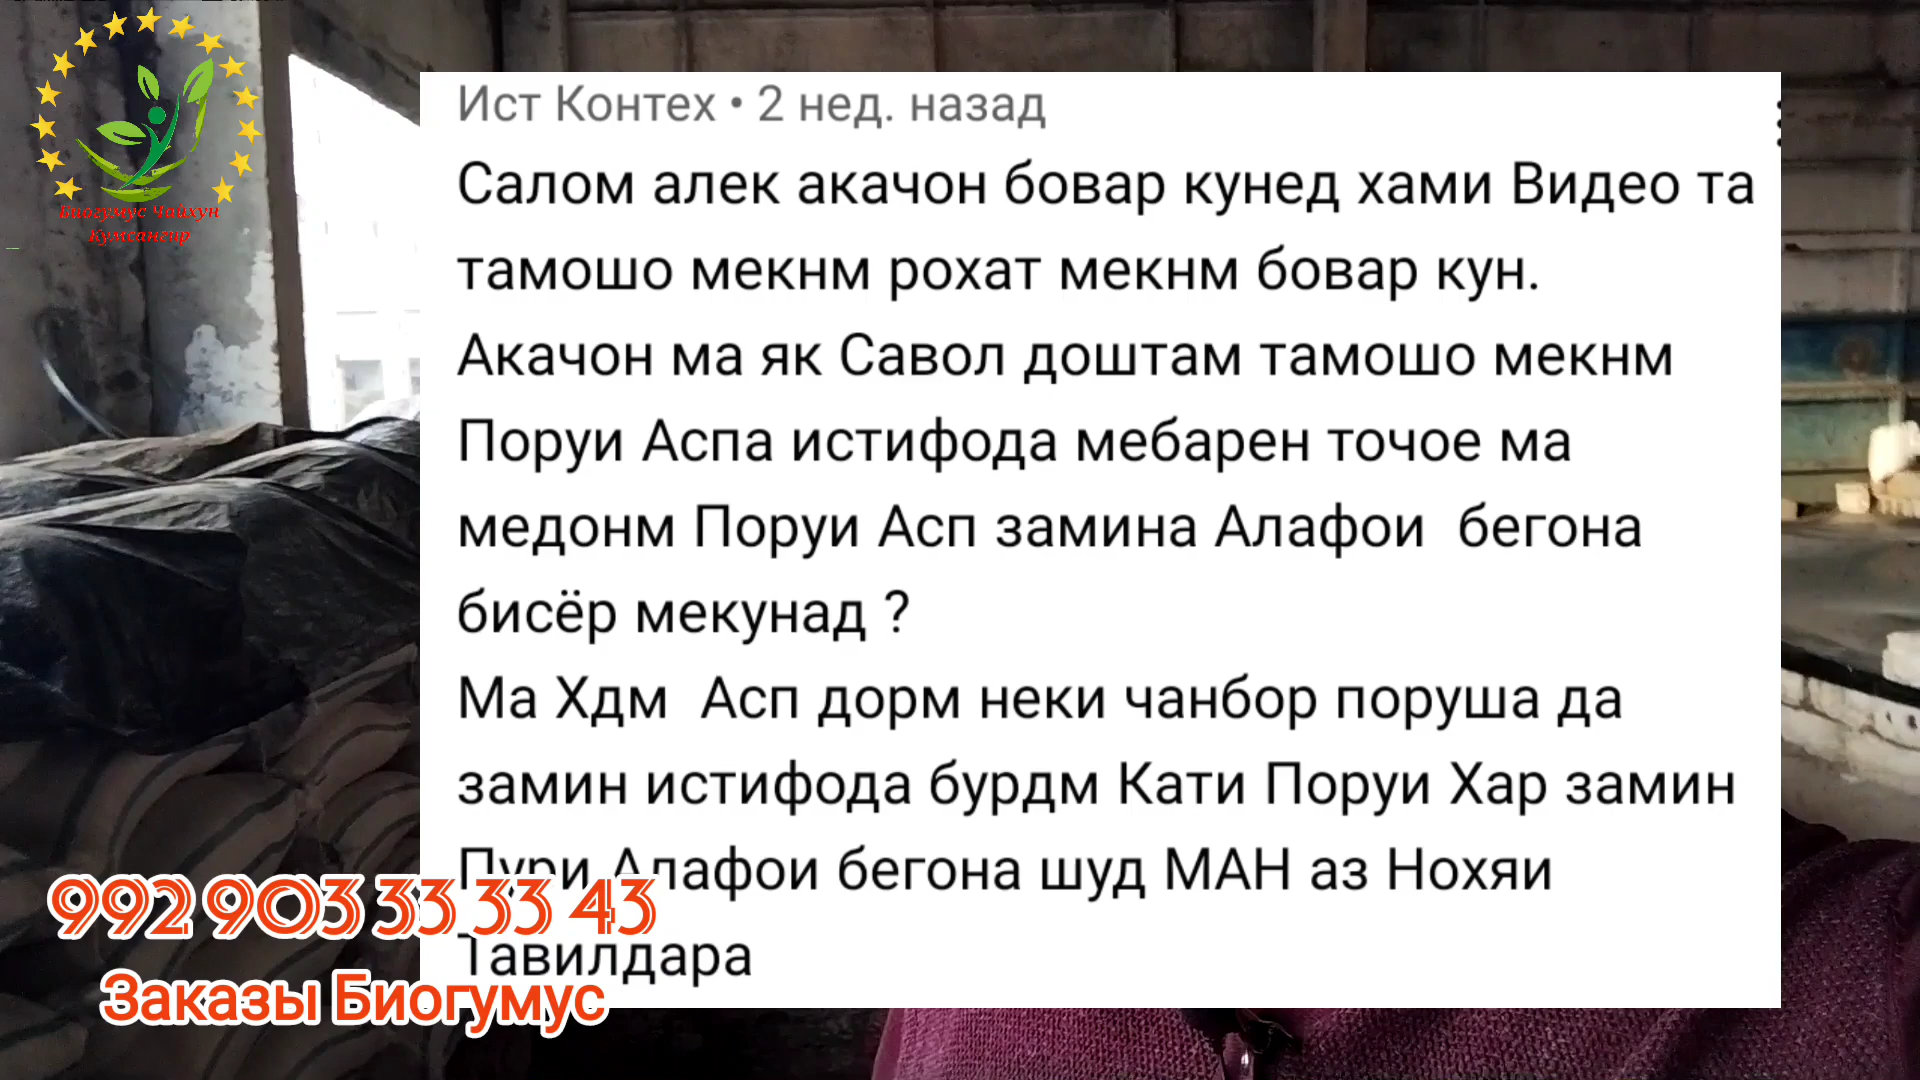 Биогумус Чайхун
Кумсангир
Ист Контех • 2 нед. назад
Салом алек акачон бовар кунед хами Видео та
тамошо мекнм рохат мекнм бовар кун.
Акачон ма як Савол доштам тамошо мекнм
Поруи Аспа истифода мебарен точое ма
медонм Поруи Асп замина Алафои бегона
бисёр мекунад ?
Ма Хдм Асп дорм неки чанбор поруша да
замин истифода бурдм Кати Поруи Хар замин
Пури Алафои бегона шуд МАН аз Нохяи
Тавилдара
992 903 33 33 43
Заказы Биогумус